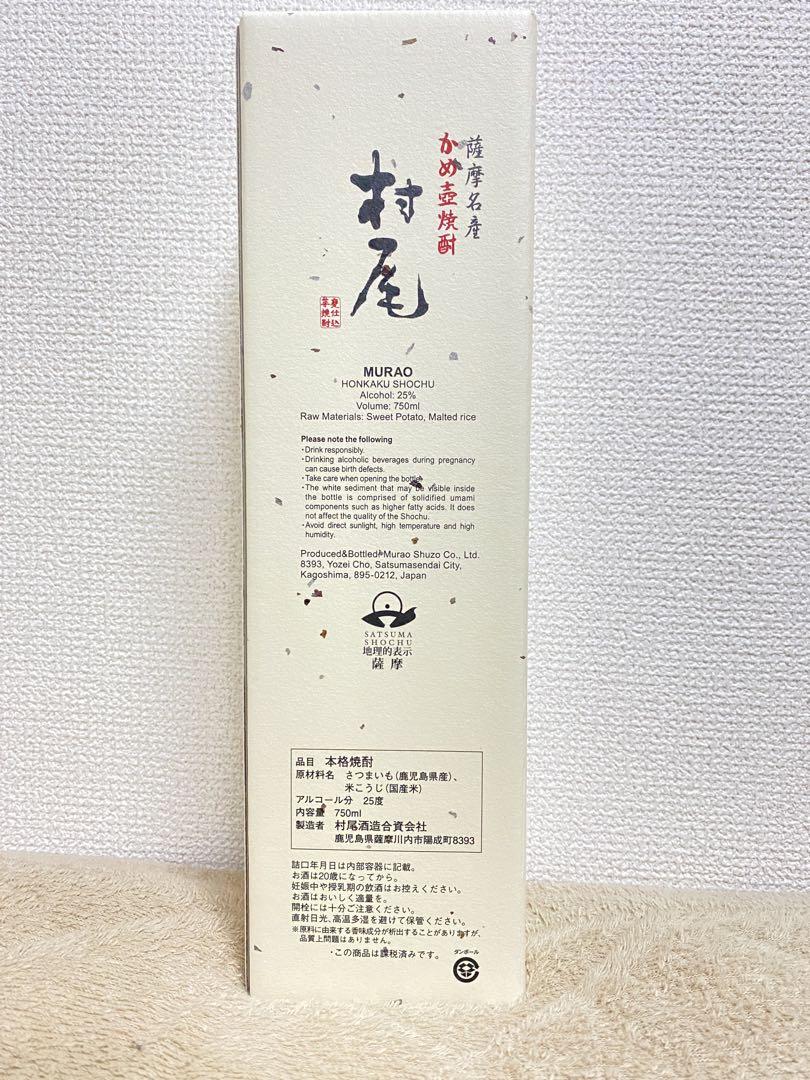 薩摩名産
かめ壺焼酎
村尾
甕仕込
芋焼酎
MURAO
HONKAKU SHOCHU
Alcohol: 25%
Volume: 750ml
Raw Materials: Sweet Potato, Malted rice
Please note the following
・Drink responsibly.
・Drinking alcoholic beverages during pregnancy
can cause birth defects.
・Take care when opening the bottle.
・The white sediment that may be visible inside
the bottle is comprised of solidified umami
components such as higher fatty acids. It does
not affect the quality of the Shochu.
・Avoid direct sunlight, high temperature and high
humidity.
Produced&Bottled:Murao Shuzo Co., Ltd.
8393, Yozei Cho, Satsumasendai City,
Kagoshima, 895-0212, Japan
SATSUMA
SHOCHU
地理的表示
薩摩
品目 本格焼酎
原材料名 さつまいも(鹿児島県産)、
米こうじ(国産米)
アルコール分 25度
内容量 750ml
製造者 村尾酒造合資会社
鹿児島県薩摩川内市陽成町8393
詰口年月日は内部容器に記載。
お酒は20歳になってから。
妊娠中や授乳期の飲酒はお控えください。
お酒はおいしく適量を。
開栓には十分ご注意ください。
直射日光、高温多湿を避けて保管ください。
※原料に由来する香味成分が析出することがありますが、
品質上問題はありません。
・この商品は課税済みです。
ダンボール